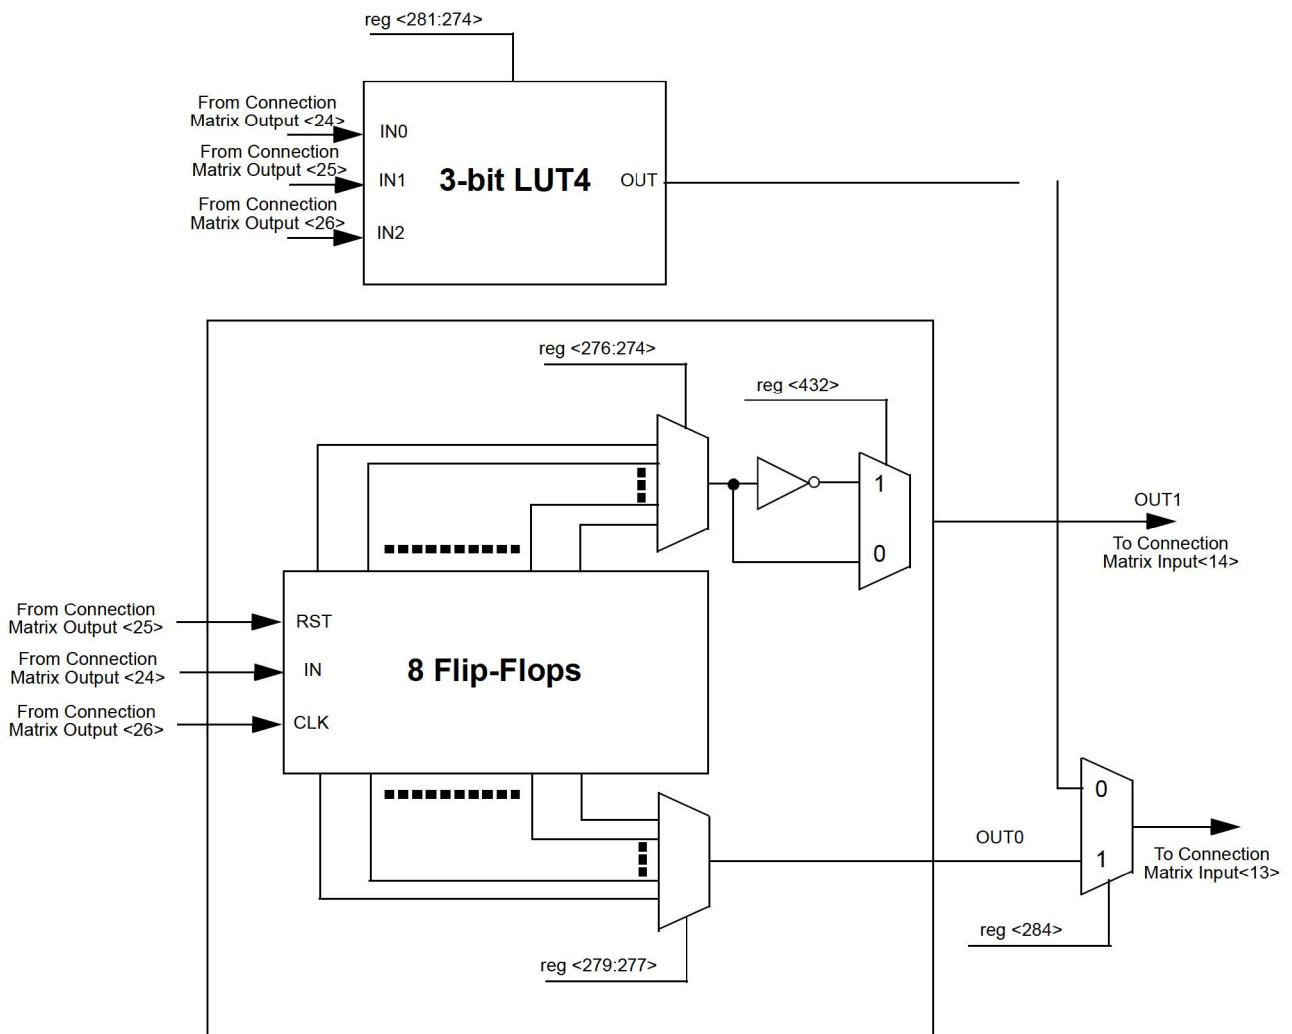 reg <281:274>
From Connection
Matrix Output <24>
IN0
From Connection
Matrix Output <25>
IN1
3-bit LUT4
OUT
From Connection
Matrix Output <26>
IN2
reg <276:274>
reg <432>
1
0
OUT1
To Connection
Matrix Input<14>
From Connection
Matrix Output <25>
RST
From Connection
Matrix Output <24>
IN
8 Flip-Flops
From Connection
Matrix Output <26>
CLK
0
OUT0
1
To Connection
Matrix Input<13>
reg <284>
reg <279:277>